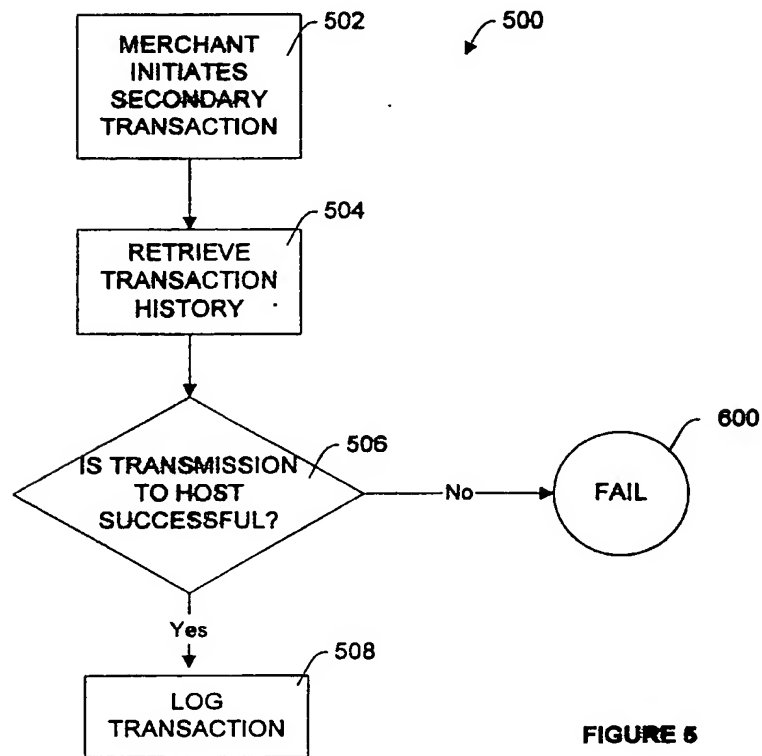 502
500
MERCHANT
INITIATES
SECONDARY
TRANSACTION
504
RETRIEVE
TRANSACTION
HISTORY
506
600
IS TRANSMISSION
TO HOST
SUCCESSFUL?
No
FAIL
Yes
508
LOG
TRANSACTION
FIGURE 5